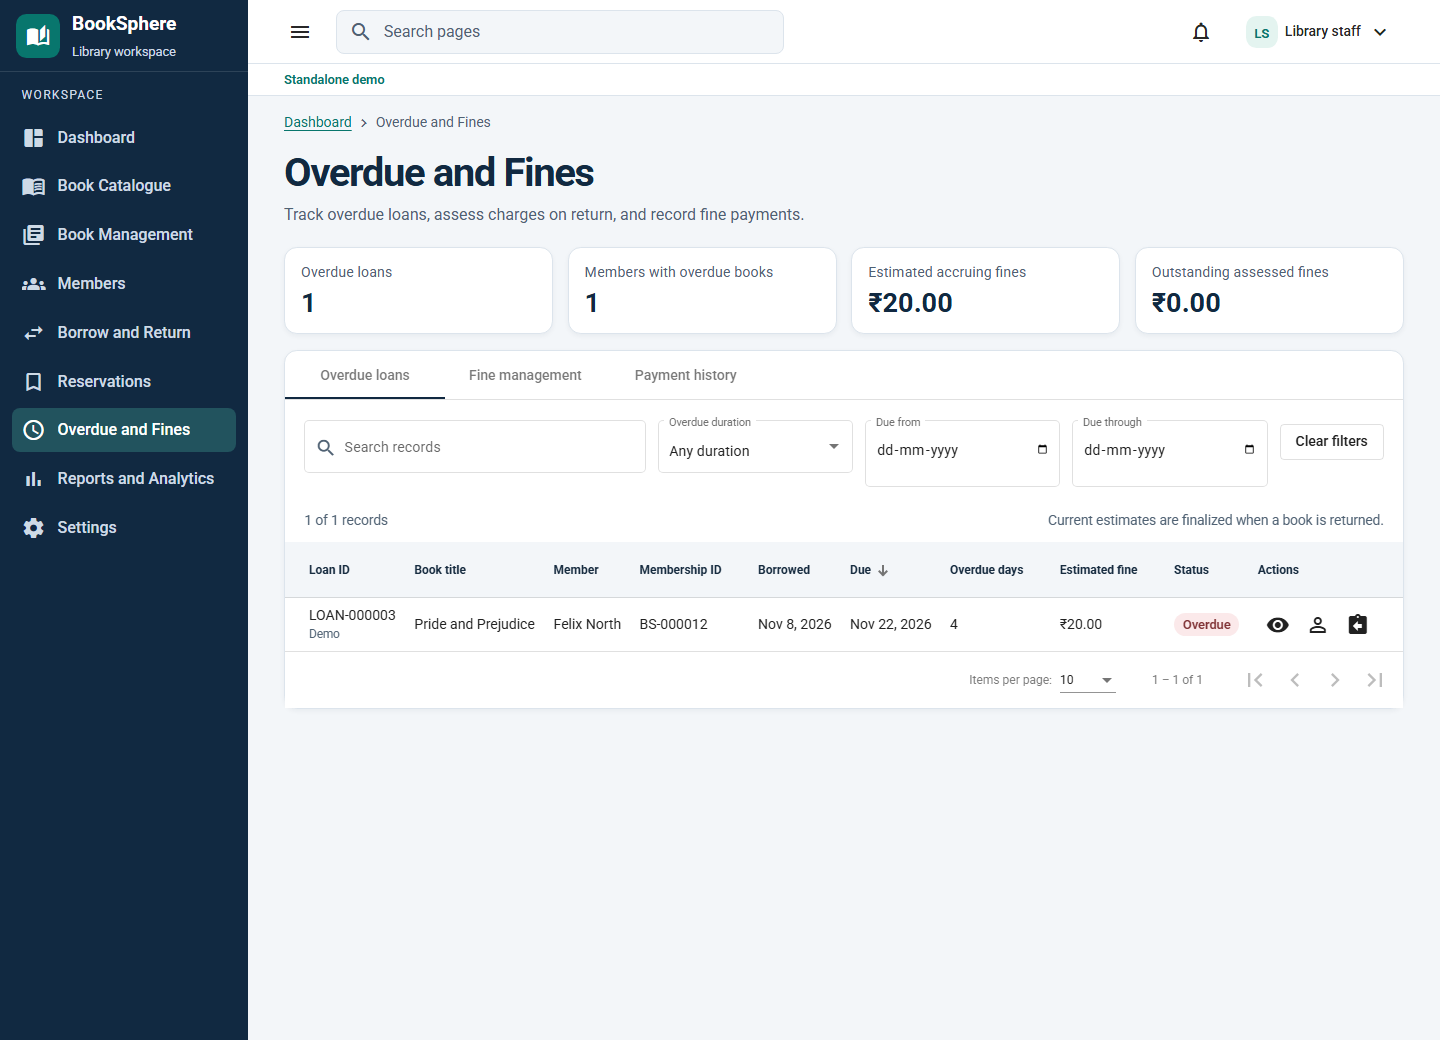 BookSphere
Library workspace
WORKSPACE
Dashboard
Book Catalogue
Book Management
Members
Borrow and Return
Reservations
Overdue and Fines
Reports and Analytics
Settings
Search pages
LS Library staff
Standalone demo
Dashboard > Overdue and Fines
Overdue and Fines
Track overdue loans, assess charges on return, and record fine payments.
Overdue loans
1
Members with overdue books
1
Estimated accruing fines
₹20.00
Outstanding assessed fines
₹0.00
Overdue loans Fine management Payment history
Search records
Overdue duration
Any duration
Due from
dd-mm-yyyy
Due through
dd-mm-yyyy
Clear filters
1 of 1 records
Current estimates are finalized when a book is returned.
Loan ID Book title Member Membership ID Borrowed Due Overdue days Estimated fine Status Actions
LOAN-000003 Pride and Prejudice Felix North BS-000012 Nov 8, 2026 Nov 22, 2026 4 ₹20.00 Overdue
Demo
Items per page: 10 1 – 1 of 1